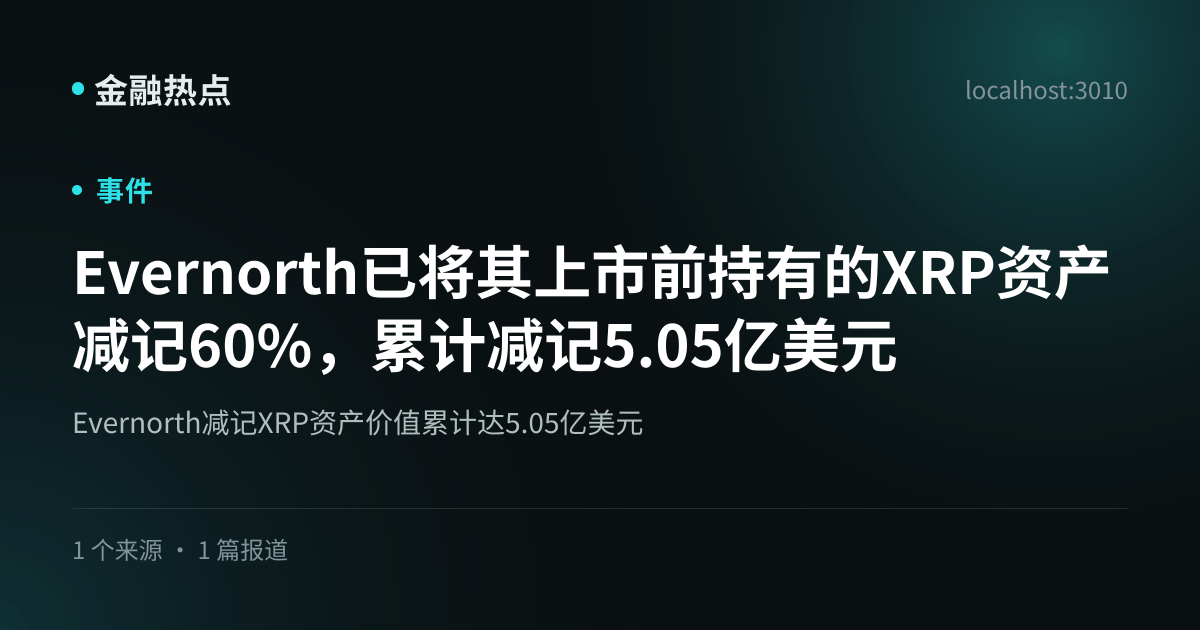 金融热点
localhost:3010
事件
Evernorth已将其上市前持有的XRP资产
减记60%，累计减记5.05亿美元
Evernorth减记XRP资产价值累计达5.05亿美元
1 个来源 · 1 篇报道